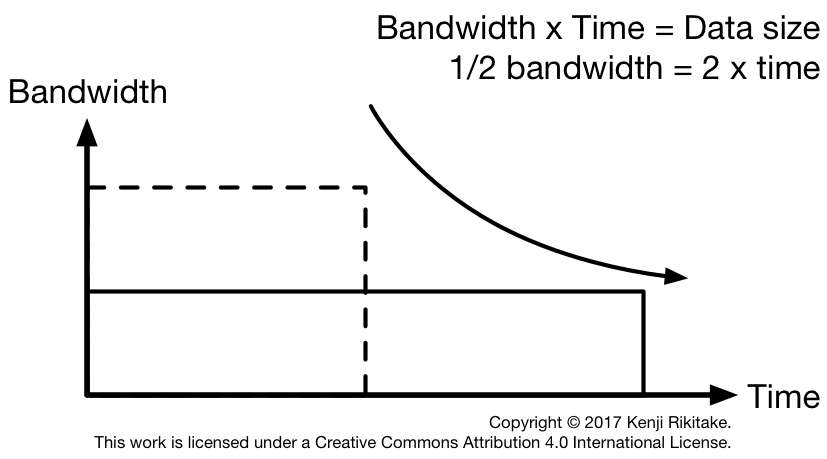 Bandwidth x Time = Data size
1/2 bandwidth = 2 x time
Bandwidth
Time
Copyright © 2017 Kenji Rikitake.
This work is licensed under a Creative Commons Attribution 4.0 International License.